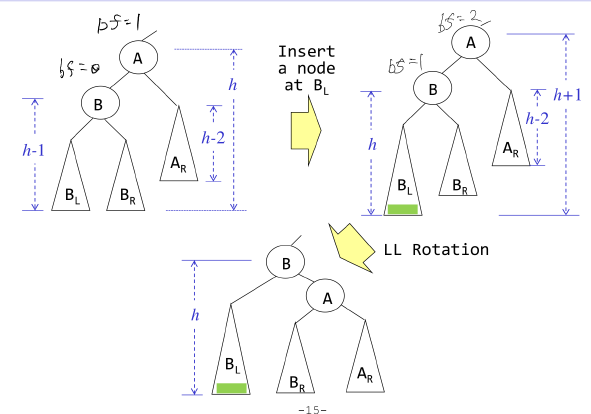 bf=1
bf=2
A
A
Insert
a node
at B_L
bf=0
bf=1
B
B
h
h+1
h-1
h-2
h
h-2
A_R
A_R
B_L
B_R
B_L
B_R
LL Rotation
B
A
h
B_L
B_R
A_R
-15-